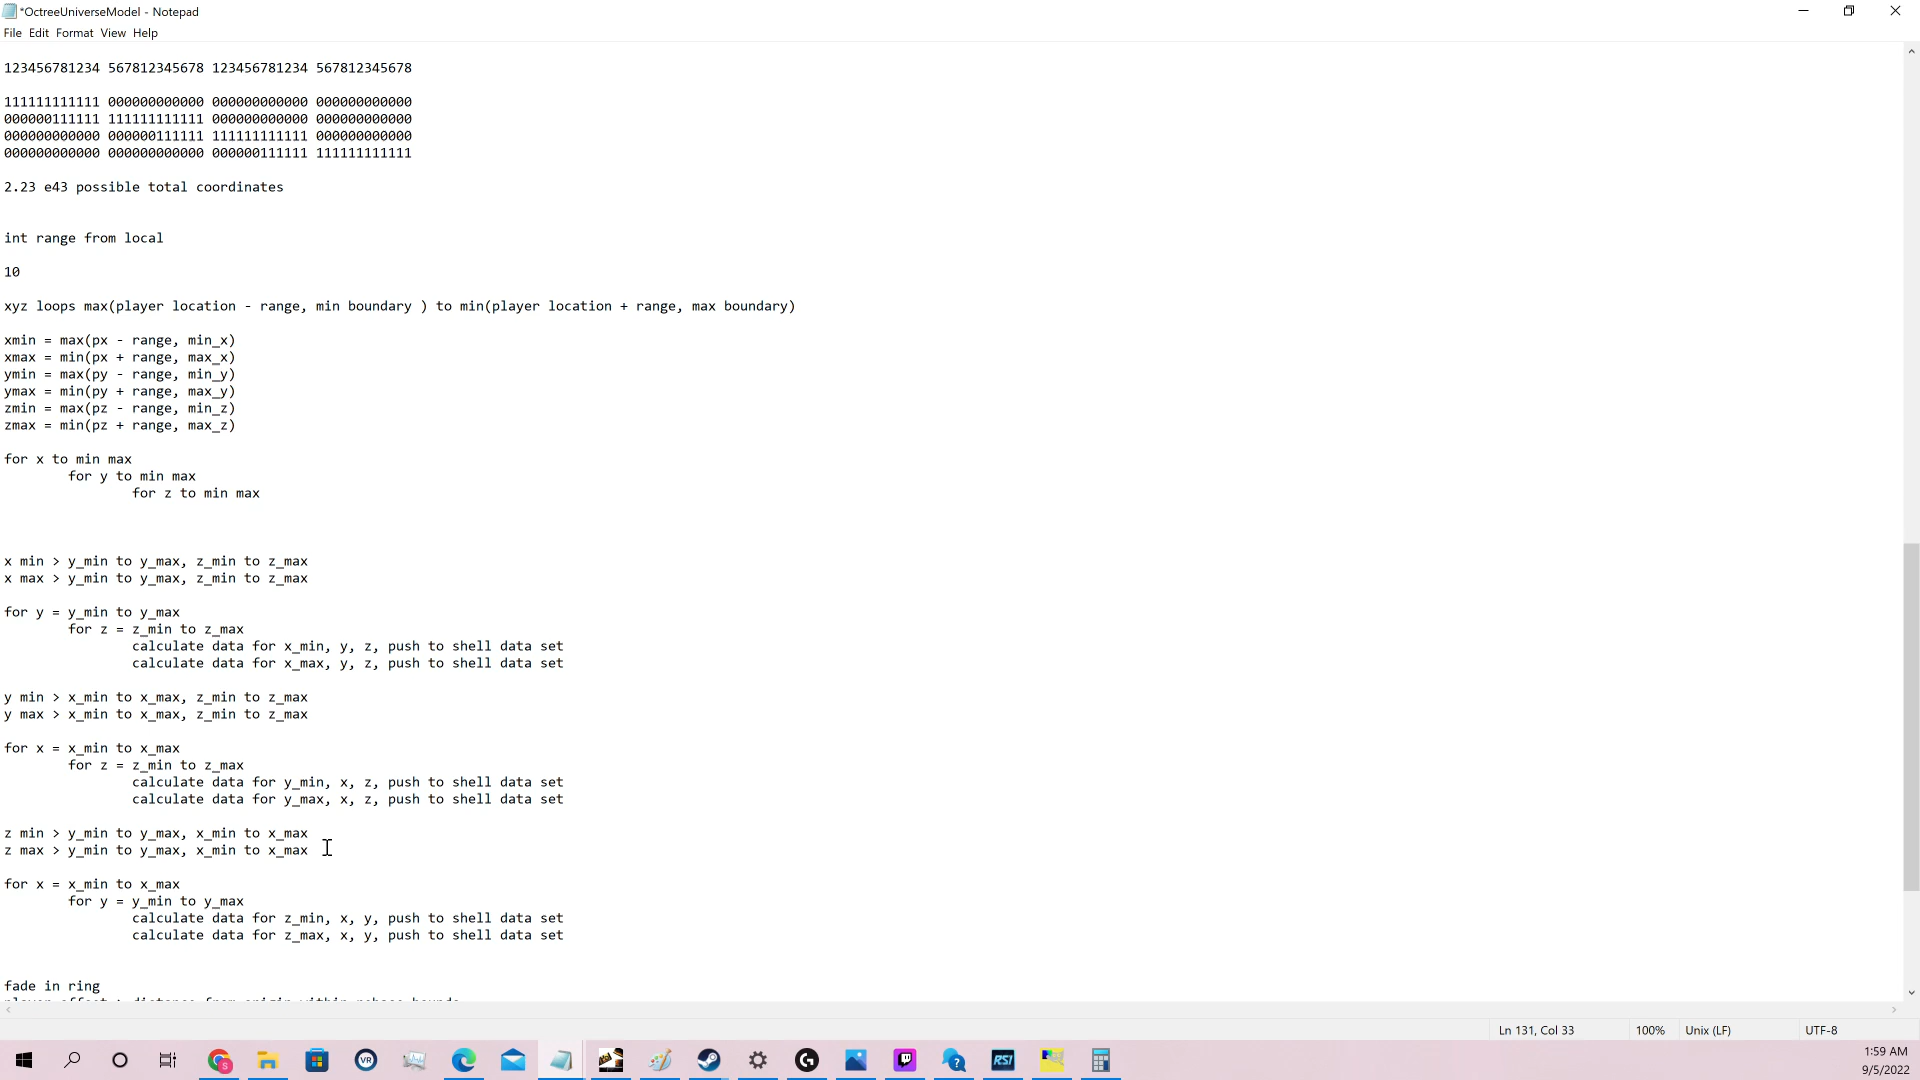 *OctreeUniverseModel - Notepad
File Edit Format View Help
123456781234 567812345678 123456781234 567812345678
111111111111 000000000000 000000000000 000000000000
000000111111 111111111111 000000000000 000000000000
000000000000 000000111111 111111111111 000000000000
000000000000 000000000000 000000111111 111111111111
2.23 e43 possible total coordinates
int range from local
10
xyz loops max(player location - range, min boundary ) to min(player location + range, max boundary)
xmin = max(px - range, min_x)
xmax = min(px + range, max_x)
ymin = max(py - range, min_y)
ymax = min(py + range, max_y)
zmin = max(pz - range, min_z)
zmax = min(pz + range, max_z)
for x to min max
for y to min max
for z to min max
x min > y_min to y_max, z_min to z_max
x max > y_min to y_max, z_min to z_max
for y = y_min to y_max
for z = z_min to z_max
calculate data for x_min, y, z, push to shell data set
calculate data for x_max, y, z, push to shell data set
y min > x_min to x_max, z_min to z_max
y max > x_min to x_max, z_min to z_max
for x = x_min to x_max
for z = z_min to z_max
calculate data for y_min, x, z, push to shell data set
calculate data for y_max, x, z, push to shell data set
z min > y_min to y_max, x_min to x_max
z max > y_min to y_max, x_min to x_max
for x = x_min to x_max
for y = y_min to y_max
calculate data for z_min, x, y, push to shell data set
calculate data for z_max, x, y, push to shell data set
fade in ring
Ln 131, Col 33
100%
Unix (LF)
UTF-8
VR
S
RSI
1:59 AM
9/5/2022